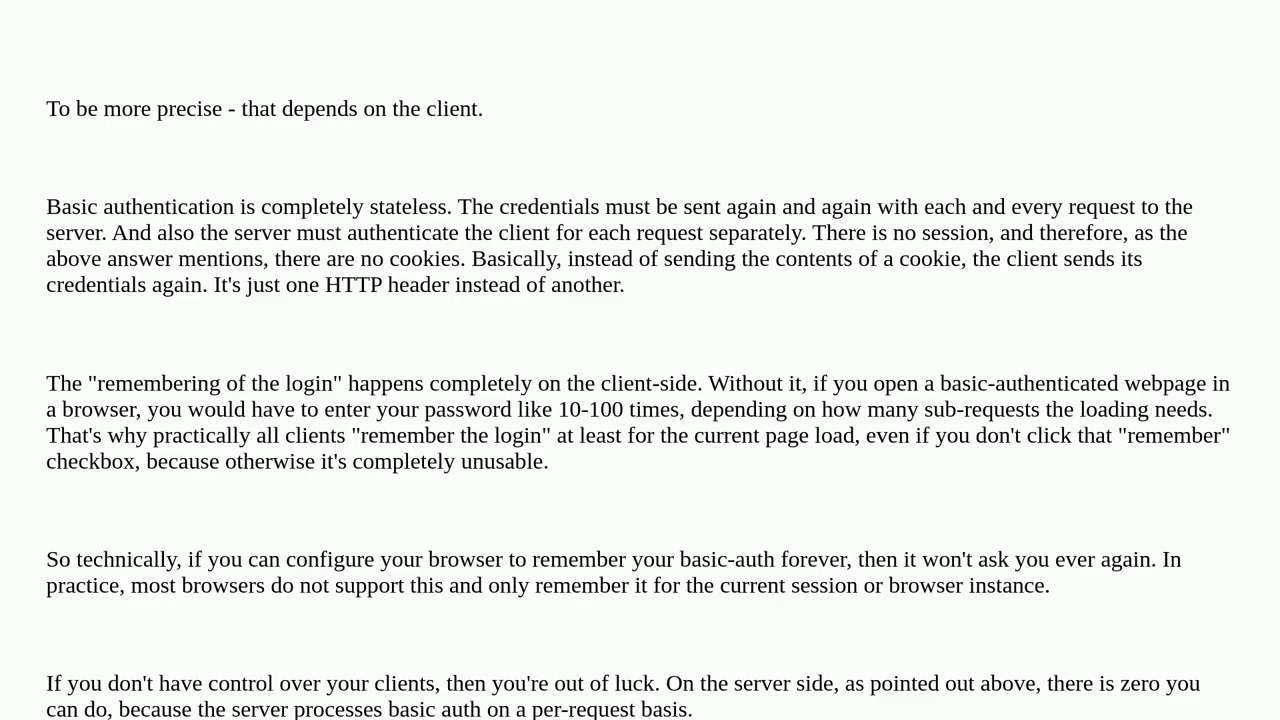 To be more precise - that depends on the client.
Basic authentication is completely stateless. The credentials must be sent again and again with each and every request to the
server. And also the server must authenticate the client for each request separately. There is no session, and therefore, as the
above answer mentions, there are no cookies. Basically, instead of sending the contents of a cookie, the client sends its
credentials again. It's just one HTTP header instead of another.
The "remembering of the login" happens completely on the client-side. Without it, if you open a basic-authenticated webpage in
a browser, you would have to enter your password like 10-100 times, depending on how many sub-requests the loading needs.
That's why practically all clients "remember the login" at least for the current page load, even if you don't click that "remember"
checkbox, because otherwise it's completely unusable.
So technically, if you can configure your browser to remember your basic-auth forever, then it won't ask you ever again. In
practice, most browsers do not support this and only remember it for the current session or browser instance.
If you don't have control over your clients, then you're out of luck. On the server side, as pointed out above, there is zero you
can do, because the server processes basic auth on a per-request basis.